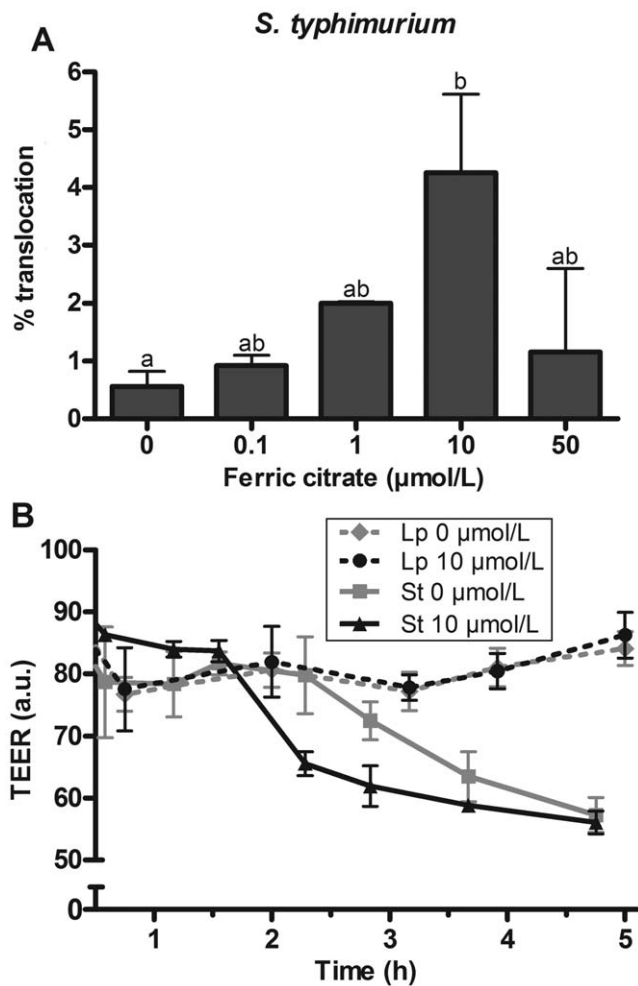 S. typhimurium
A
% translocation
6
5
4
3
2
1
0
a
ab
ab
b
ab
0 0.1 1 10 50
Ferric citrate (µmol/L)
B
Lp 0 µmol/L
Lp 10 µmol/L
St 0 µmol/L
St 10 µmol/L
TEER (a.u.)
100
90
80
70
60
50
0
1 2 3 4 5
Time (h)